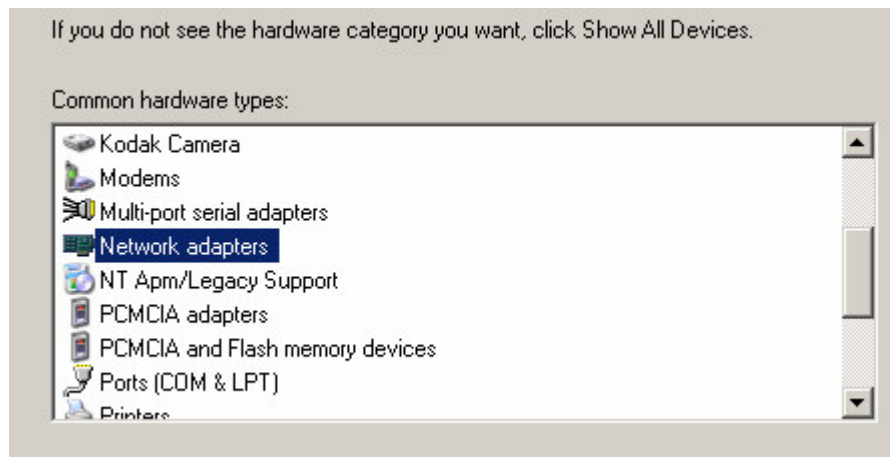 If you do not see the hardware category you want, click Show All Devices.
Common hardware types:
Kodak Camera
Modems
Multi-port serial adapters
Network adapters
NT Apm/Legacy Support
PCMCIA adapters
PCMCIA and Flash memory devices
Ports (COM & LPT)
Printers